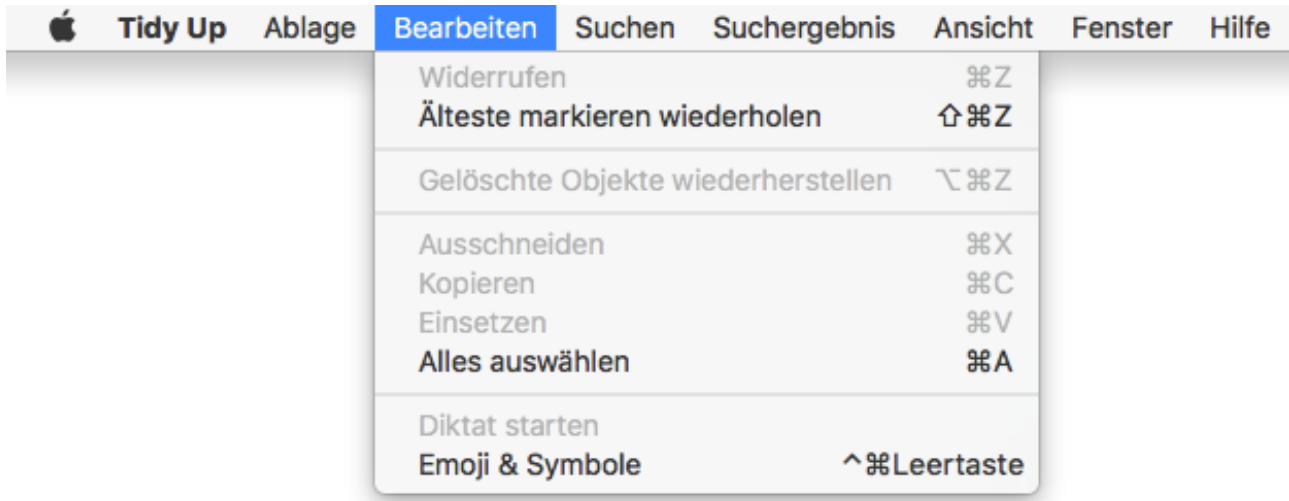 Tidy Up Ablage Bearbeiten Suchen Suchergebnis Ansicht Fenster Hilfe
Widerrufen ⌘Z
Älteste markieren wiederholen ⇧⌘Z
Gelöschte Objekte wiederherstellen ⌥⌘Z
Ausschneiden ⌘X
Kopieren ⌘C
Einsetzen ⌘V
Alles auswählen ⌘A
Diktat starten
Emoji & Symbole ^⌘Leertaste